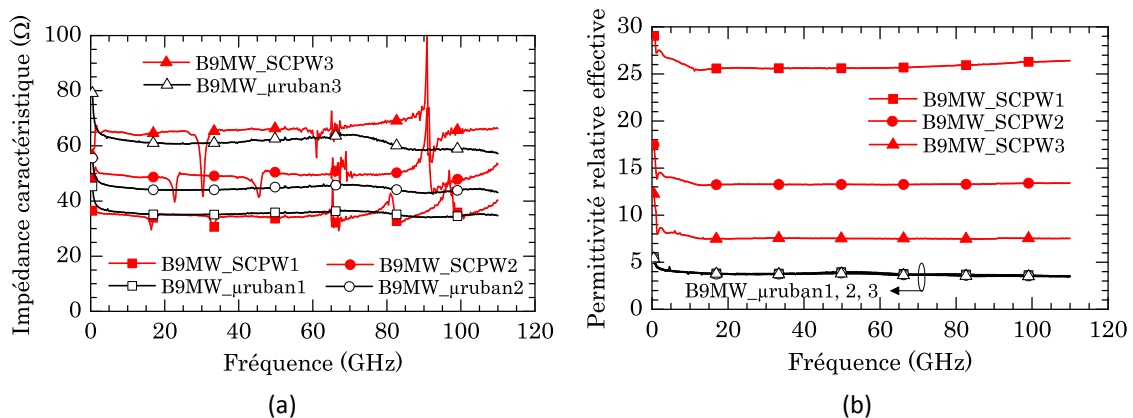 Impédance caractéristique (Ω)
100
80
60
40
20
0
B9MW_SCPW3
B9MW_µruban3
B9MW_SCPW1
B9MW_SCPW2
B9MW_µruban1
B9MW_µruban2
0 20 40 60 80 100 120
Fréquence (GHz)
(a)
Permittivité relative effective
30
25
20
15
10
5
0
B9MW_SCPW1
B9MW_SCPW2
B9MW_SCPW3
B9MW_µruban1, 2, 3
0 20 40 60 80 100 120
Fréquence (GHz)
(b)